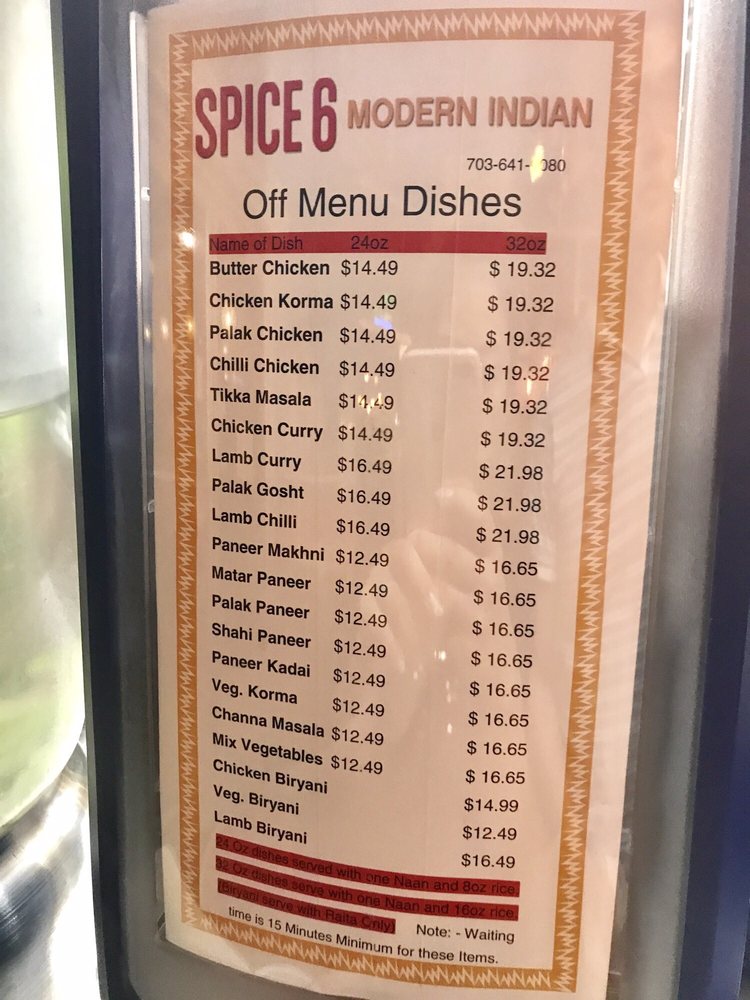 SPICE 6 MODERN INDIAN
703-641- 080
Off Menu Dishes
Name of Dish 24oz 32oz
Butter Chicken $14.49 $ 19.32
Chicken Korma $14.49 $ 19.32
Palak Chicken $14.49 $ 19.32
Chilli Chicken $14.49 $ 19.32
Tikka Masala $14.49 $ 19.32
Chicken Curry $14.49 $ 19.32
Lamb Curry $16.49 $ 21.98
Palak Gosht $16.49 $ 21.98
Lamb Chilli $16.49 $ 21.98
Paneer Makhni $12.49 $ 16.65
Matar Paneer $12.49 $ 16.65
Palak Paneer $12.49 $ 16.65
Shahi Paneer $12.49 $ 16.65
Paneer Kadai $12.49 $ 16.65
Veg. Korma $12.49 $ 16.65
Channa Masala $12.49 $ 16.65
Mix Vegetables $12.49 $ 16.65
Chicken Biryani $14.99
Veg. Biryani $12.49
Lamb Biryani $16.49
24 Oz dishes served with one Naan and 8oz rice.
32 Oz dishes serve with one Naan and 16oz rice.
(Biryani serve with Raita Only) Note: - Waiting
time is 15 Minutes Minimum for these Items.